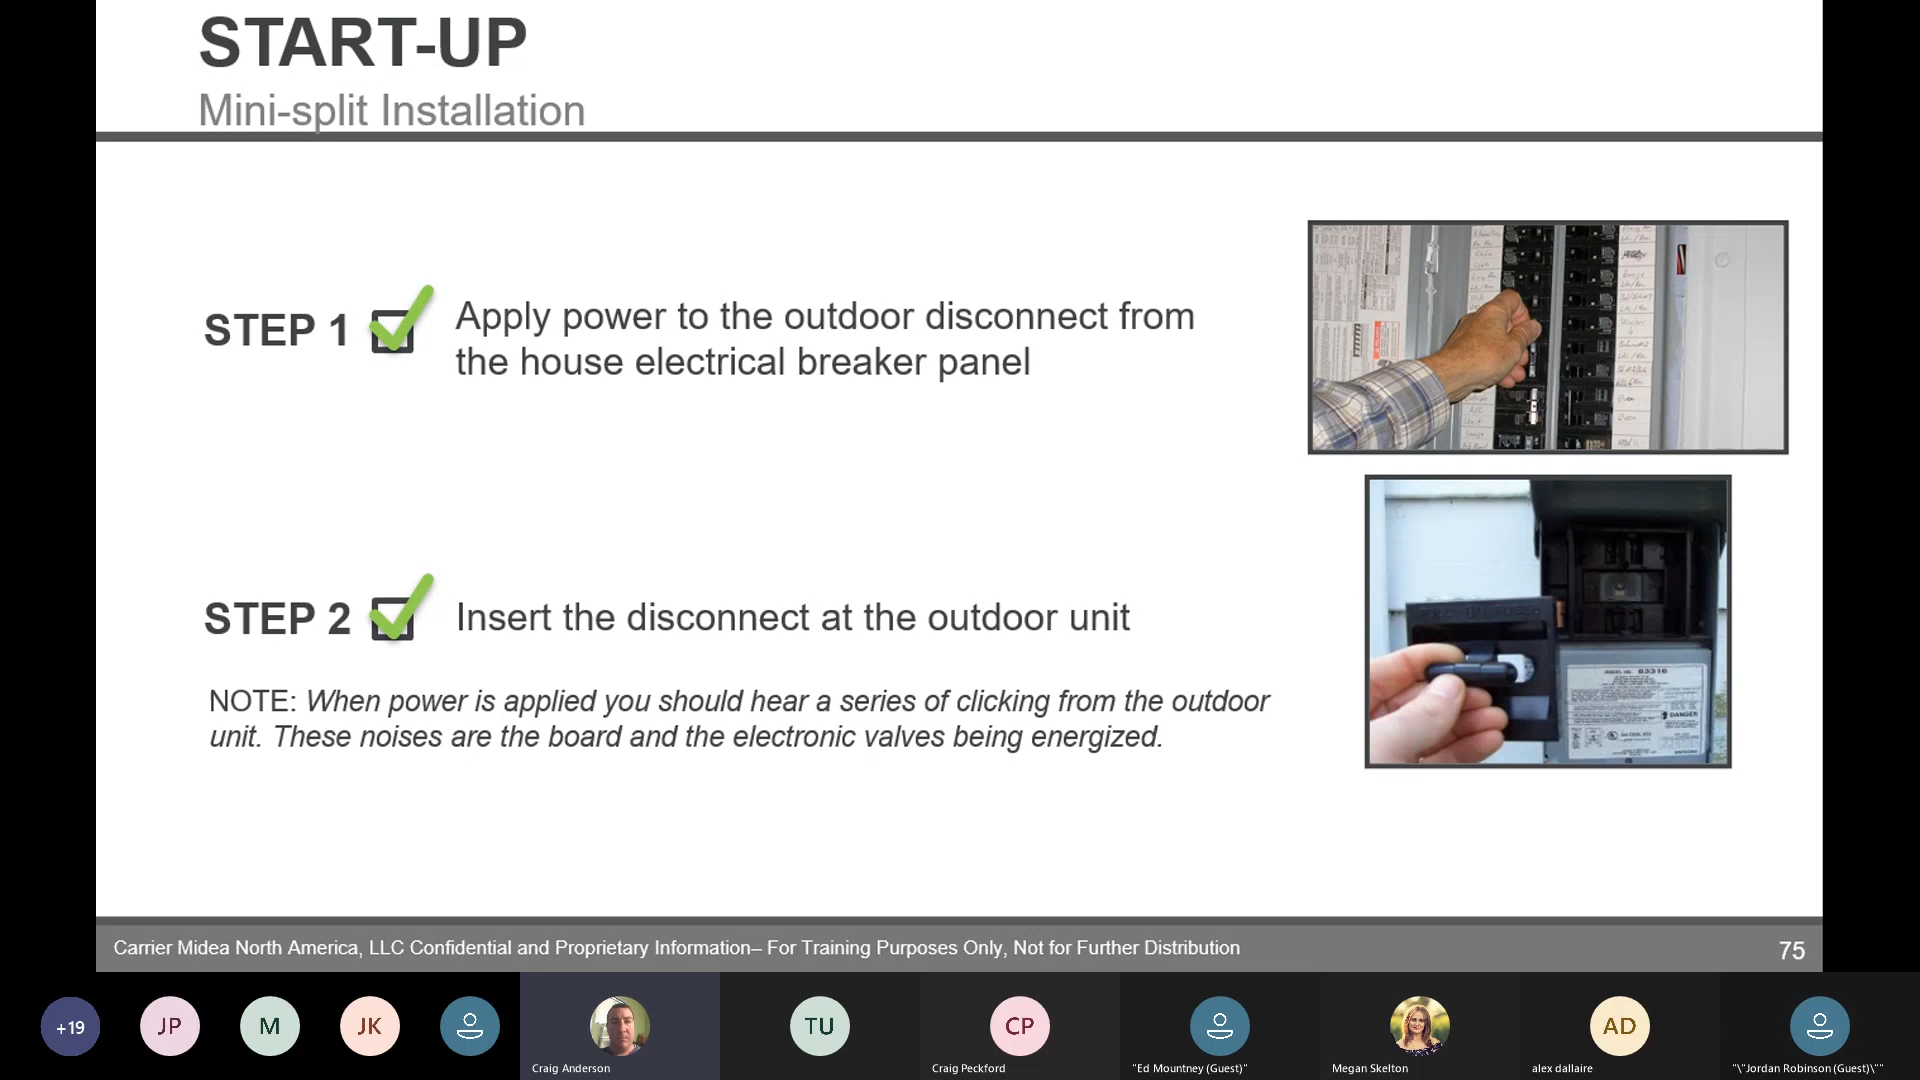 START-UP
Mini-split Installation
STEP 1
Apply power to the outdoor disconnect from
the house electrical breaker panel
STEP 2
Insert the disconnect at the outdoor unit
NOTE: When power is applied you should hear a series of clicking from the outdoor
unit. These noises are the board and the electronic valves being energized.
83316
DANGER
Carrier Midea North America, LLC Confidential and Proprietary Information– For Training Purposes Only, Not for Further Distribution
75
+19
JP
M
JK
Craig Anderson
TU
CP
Craig Peckford
"Ed Mountney (Guest)"
Megan Skelton
AD
alex dallaire
"\"Jordan Robinson (Guest)\""